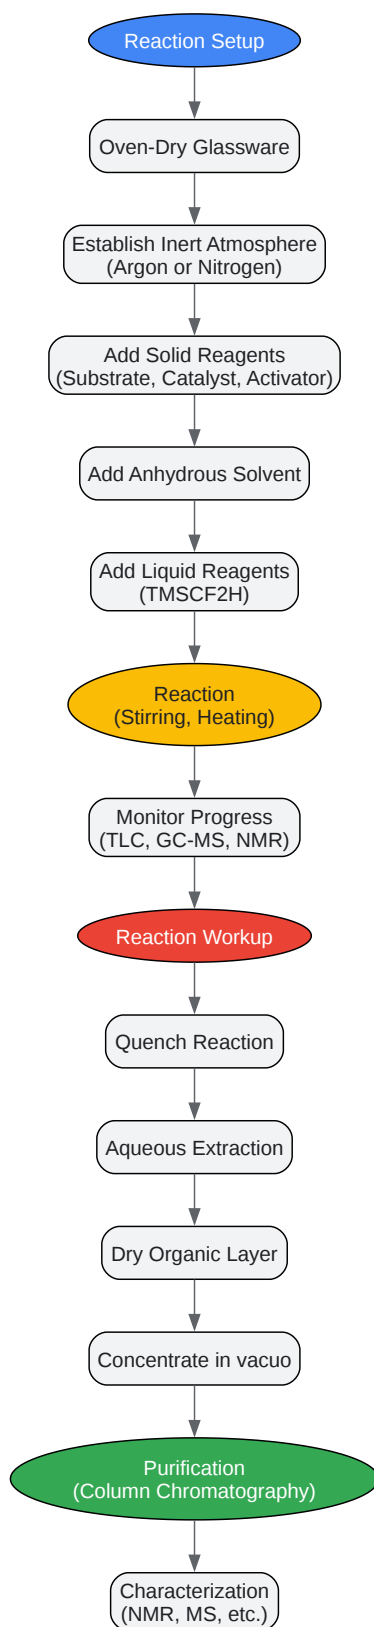 Reaction Setup
Oven-Dry Glassware
Establish Inert Atmosphere
(Argon or Nitrogen)
Add Solid Reagents
(Substrate, Catalyst, Activator)
Add Anhydrous Solvent
Add Liquid Reagents
(TMSCF2H)
Reaction
(Stirring, Heating)
Monitor Progress
(TLC, GC-MS, NMR)
Reaction Workup
Quench Reaction
Aqueous Extraction
Dry Organic Layer
Concentrate in vacuo
Purification
(Column Chromatography)
Characterization
(NMR, MS, etc.)